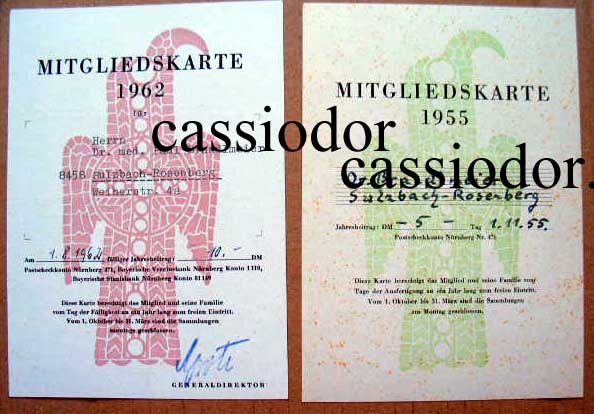 MITGLIEDSKARTE
1962
für
Herrn
Dr. med.
8458 Sulzbach-Rosenberg
Weiherstr. 4a
Am 1.8.1962 fälliger Jahresbeitrag: 10.- DM
Postscheckkonto Nürnberg 471, Bayerische Vereinsbank Nürnberg Konto 1110,
Bayerische Staatsbank Nürnberg Konto 81149
Diese Karte berechtigt das Mitglied und seine Familie
vom Tag der Fälligkeit an ein Jahr lang zum freien Eintritt.
Vom 1. Oktober bis 31. März sind die Sammlungen
montags geschlossen.
GENERALDIREKTOR
MITGLIEDSKARTE
1955
Dr.
Sulzbach-Rosenberg
Jahresbeitrag: DM -5- Tag 1.11.55.
Postscheckkonto Nürnberg Nr. 471
Diese Karte berechtigt das Mitglied und seine Familie vom
Tage der Ausfertigung an ein Jahr lang zum freien Eintritt.
Vom 1. Oktober bis 31. März sind die Sammlungen
am Montag geschlossen.
cassiodor
cassiodor.